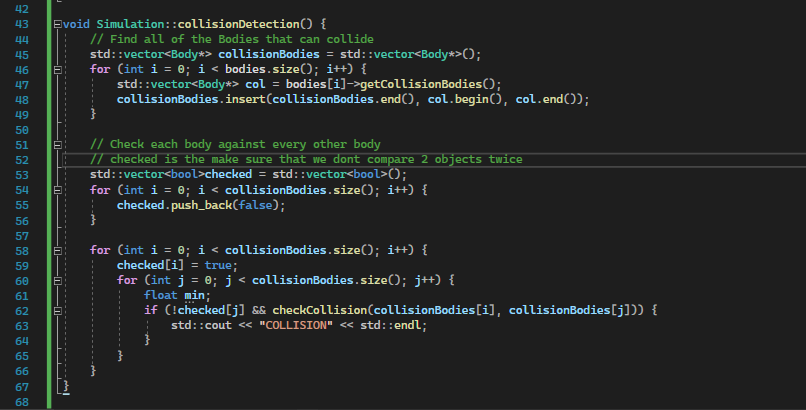 42
43 void Simulation::collisionDetection() {
44 // Find all of the Bodies that can collide
45 std::vector<Body*> collisionBodies = std::vector<Body*>();
46 for (int i = 0; i < bodies.size(); i++) {
47 std::vector<Body*> col = bodies[i]->getCollisionBodies();
48 collisionBodies.insert(collisionBodies.end(), col.begin(), col.end());
49 }
50
51 // Check each body against every other body
52 // checked is the make sure that we dont compare 2 objects twice
53 std::vector<bool>checked = std::vector<bool>();
54 for (int i = 0; i < collisionBodies.size(); i++) {
55 checked.push_back(false);
56 }
57
58 for (int i = 0; i < collisionBodies.size(); i++) {
59 checked[i] = true;
60 for (int j = 0; j < collisionBodies.size(); j++) {
61 float min;
62 if (!checked[j] && checkCollision(collisionBodies[i], collisionBodies[j])) {
63 std::cout << "COLLISION" << std::endl;
64 }
65 }
66 }
67 }
68